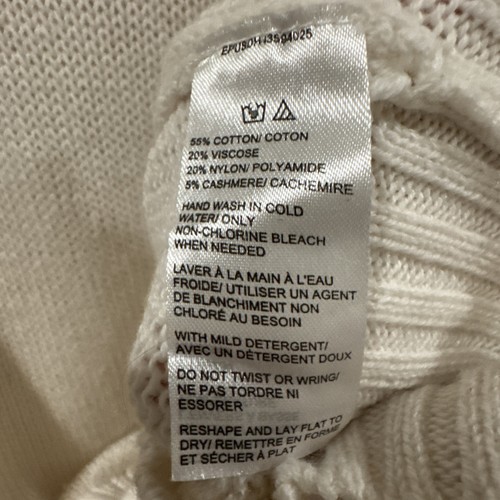 55% COTTON/ COTON
20% VISCOSE
20% NYLON/ POLYAMIDE
5% CASHMERE/ CACHEMIRE
HAND WASH IN COLD
WATER/ ONLY
NON-CHLORINE BLEACH
WHEN NEEDED
LAVER À LA MAIN À L'EAU
FROIDE/ UTILISER UN AGENT
DE BLANCHIMENT NON
CHLORÉ AU BESOIN
WITH MILD DETERGENT/
AVEC UN DÉTERGENT DOUX
DO NOT TWIST OR WRING/
NE PAS TORDRE NI
ESSORER
RESHAPE AND LAY FLAT TO
DRY/ REMETTRE EN FORME
ET SÉCHER À PLAT